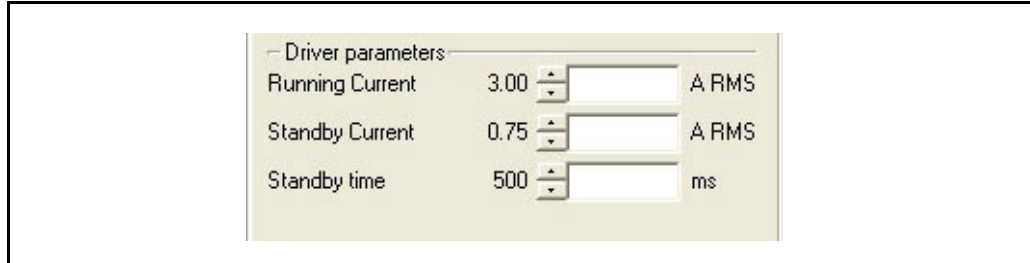 Driver parameters
Running Current 3.00 A RMS
Standby Current 0.75 A RMS
Standby time 500 ms